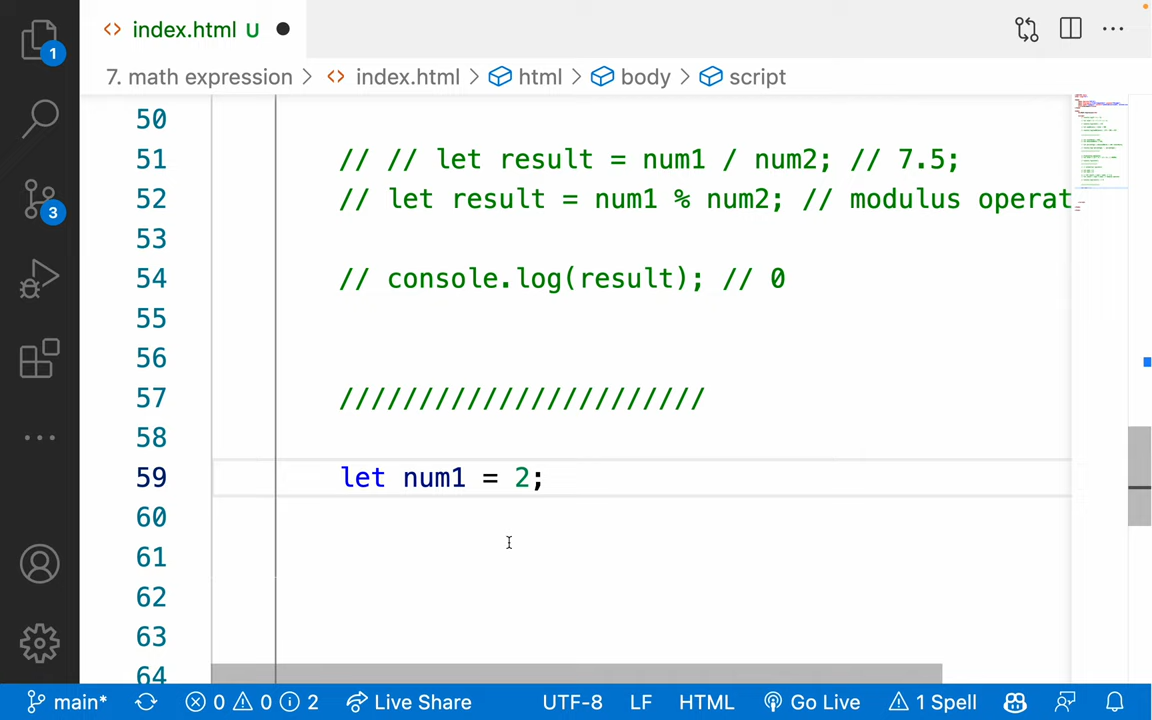 index.html U
7. math expression > index.html > html > body > script
50
51 // // let result = num1 / num2; // 7.5;
52 // let result = num1 % num2; // modulus operat
53
54 // console.log(result); // 0
55
56
57 ///////////////////////
58
59 let num1 = 2;
60
61
62
63
64
1
3
main* 0 0 2 Live Share UTF-8 LF HTML Go Live 1 Spell